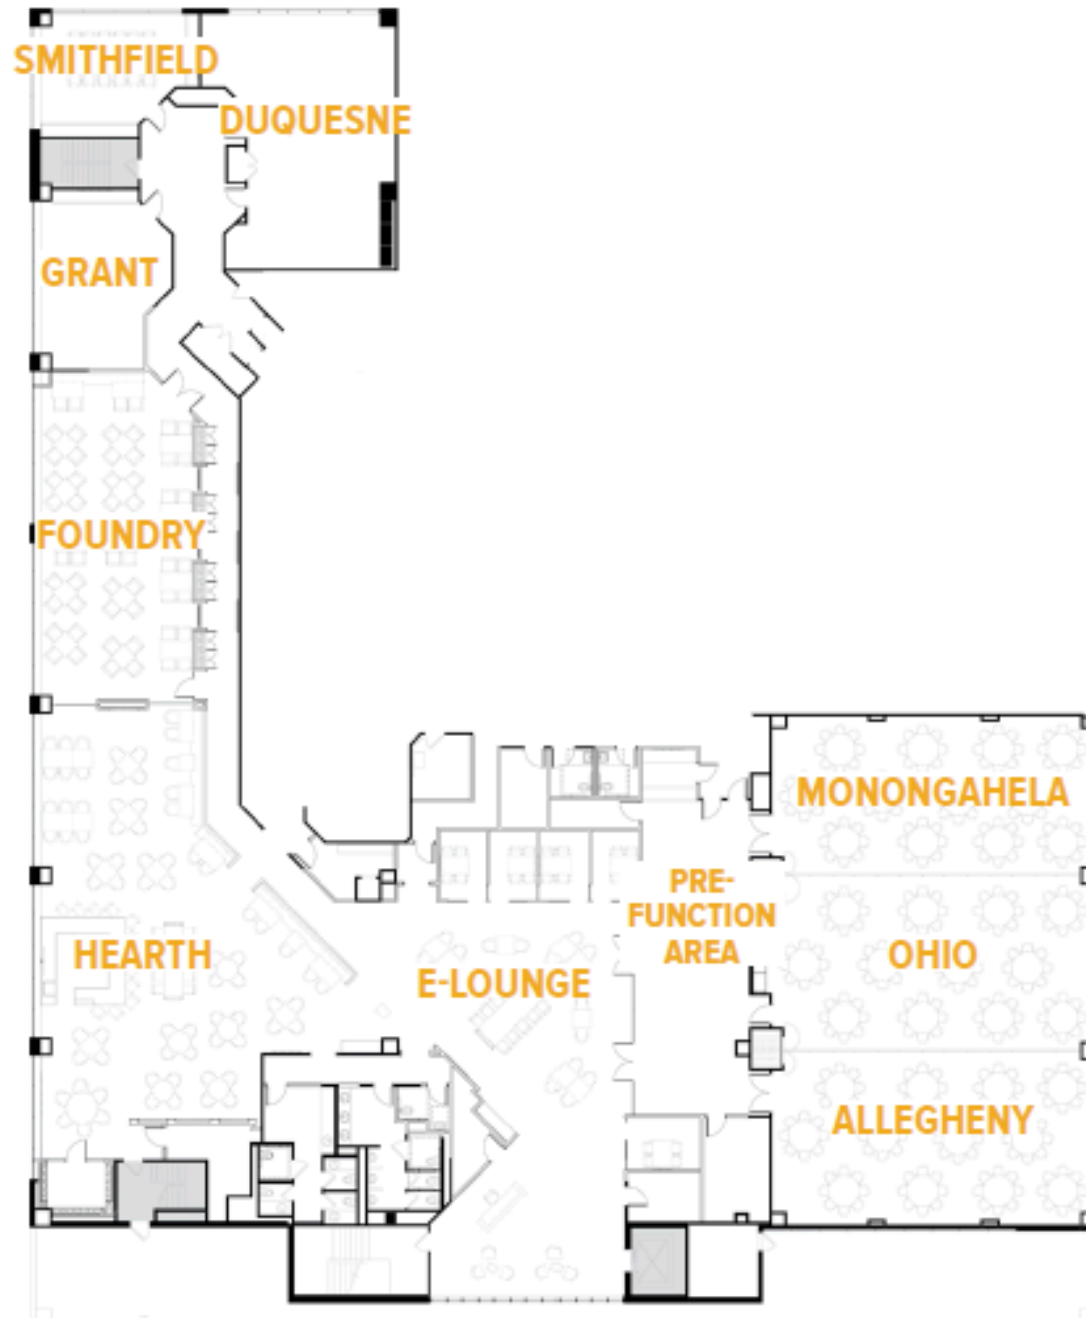 SMITHFIELD
DUQUESNE
GRANT
FOUNDRY
MONONGAHELA
PRE-
FUNCTION
AREA
HEARTH
E-LOUNGE
OHIO
ALLEGHENY